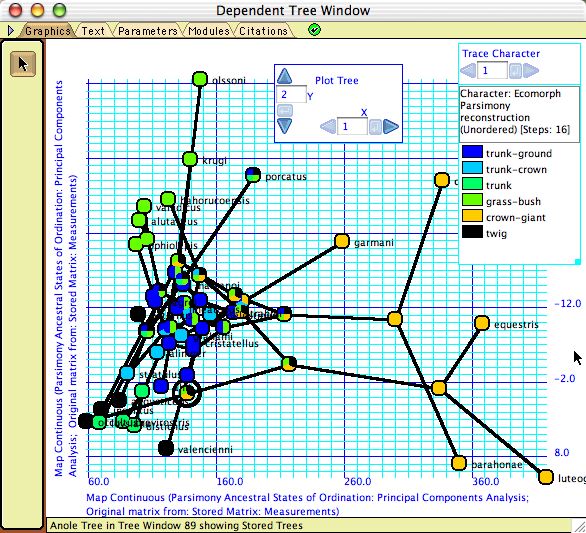 Dependent Tree Window
Graphics
Text
Parameters
Modules
Citations
Trace Character
1
Plot Tree
2
Y
X
1
Character: Ecomorph
Parsimony
reconstruction
(Unordered) [Steps: 16]
trunk-ground
trunk-crown
trunk
grass-bush
crown-giant
twig
olssoni
krugi
porcatus
bahorucoensis
alutaceus
garmani
equestris
cristatellus
valencienni
barahonae
luteog
-12.0
-2.0
8.0
60.0
160.0
260.0
360.0
Map Continuous (Parsimony Ancestral States of Ordination: Principal Components
Analysis; Original matrix from: Stored Matrix: Measurements)
Map Continuous (Parsimony Ancestral States of Ordination: Principal Components Analysis;
Original matrix from: Stored Matrix: Measurements)
Anole Tree in Tree Window 89 showing Stored Trees